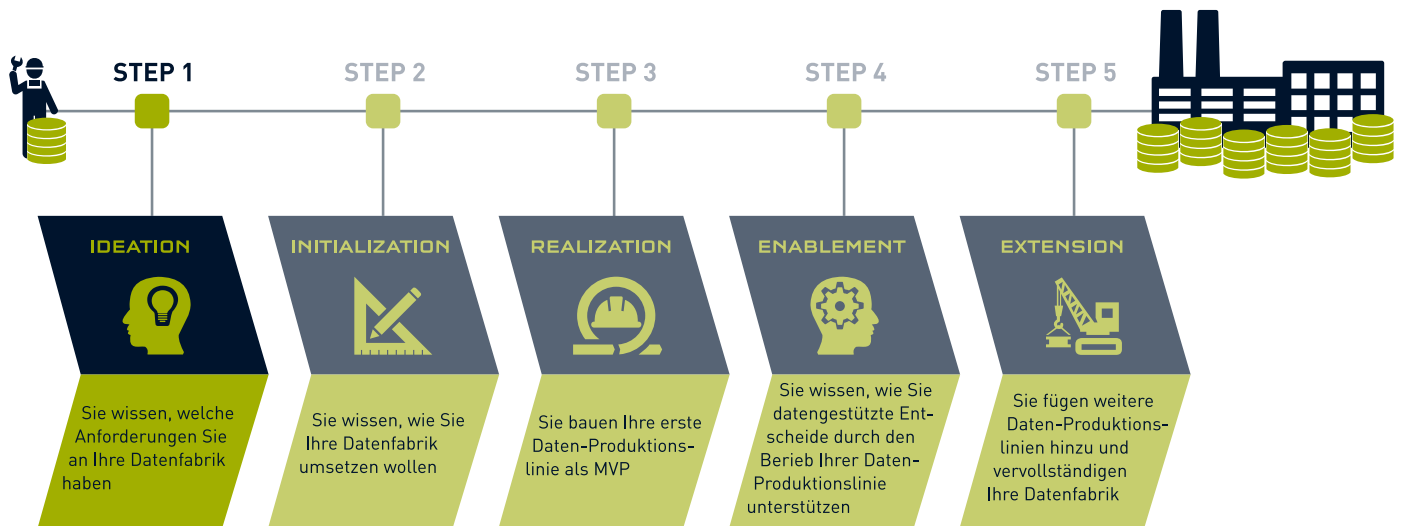 STEP 1
STEP 2
STEP 3
STEP 4
STEP 5
IDEATION
INITIALIZATION
REALIZATION
ENABLEMENT
EXTENSION
Sie wissen, welche
Anforderungen Sie
an Ihre Datenfabrik
haben
Sie wissen, wie Sie
Ihre Datenfabrik
umsetzen wollen
Sie bauen Ihre erste
Daten-Produktions-
linie als MVP
Sie wissen, wie Sie
datengestützte Ent-
scheide durch den
Berieb Ihrer Daten-
Produktionslinie
unterstützen
Sie fügen weitere
Daten-Produktions-
linien hinzu und
vervollständigen
Ihre Datenfabrik